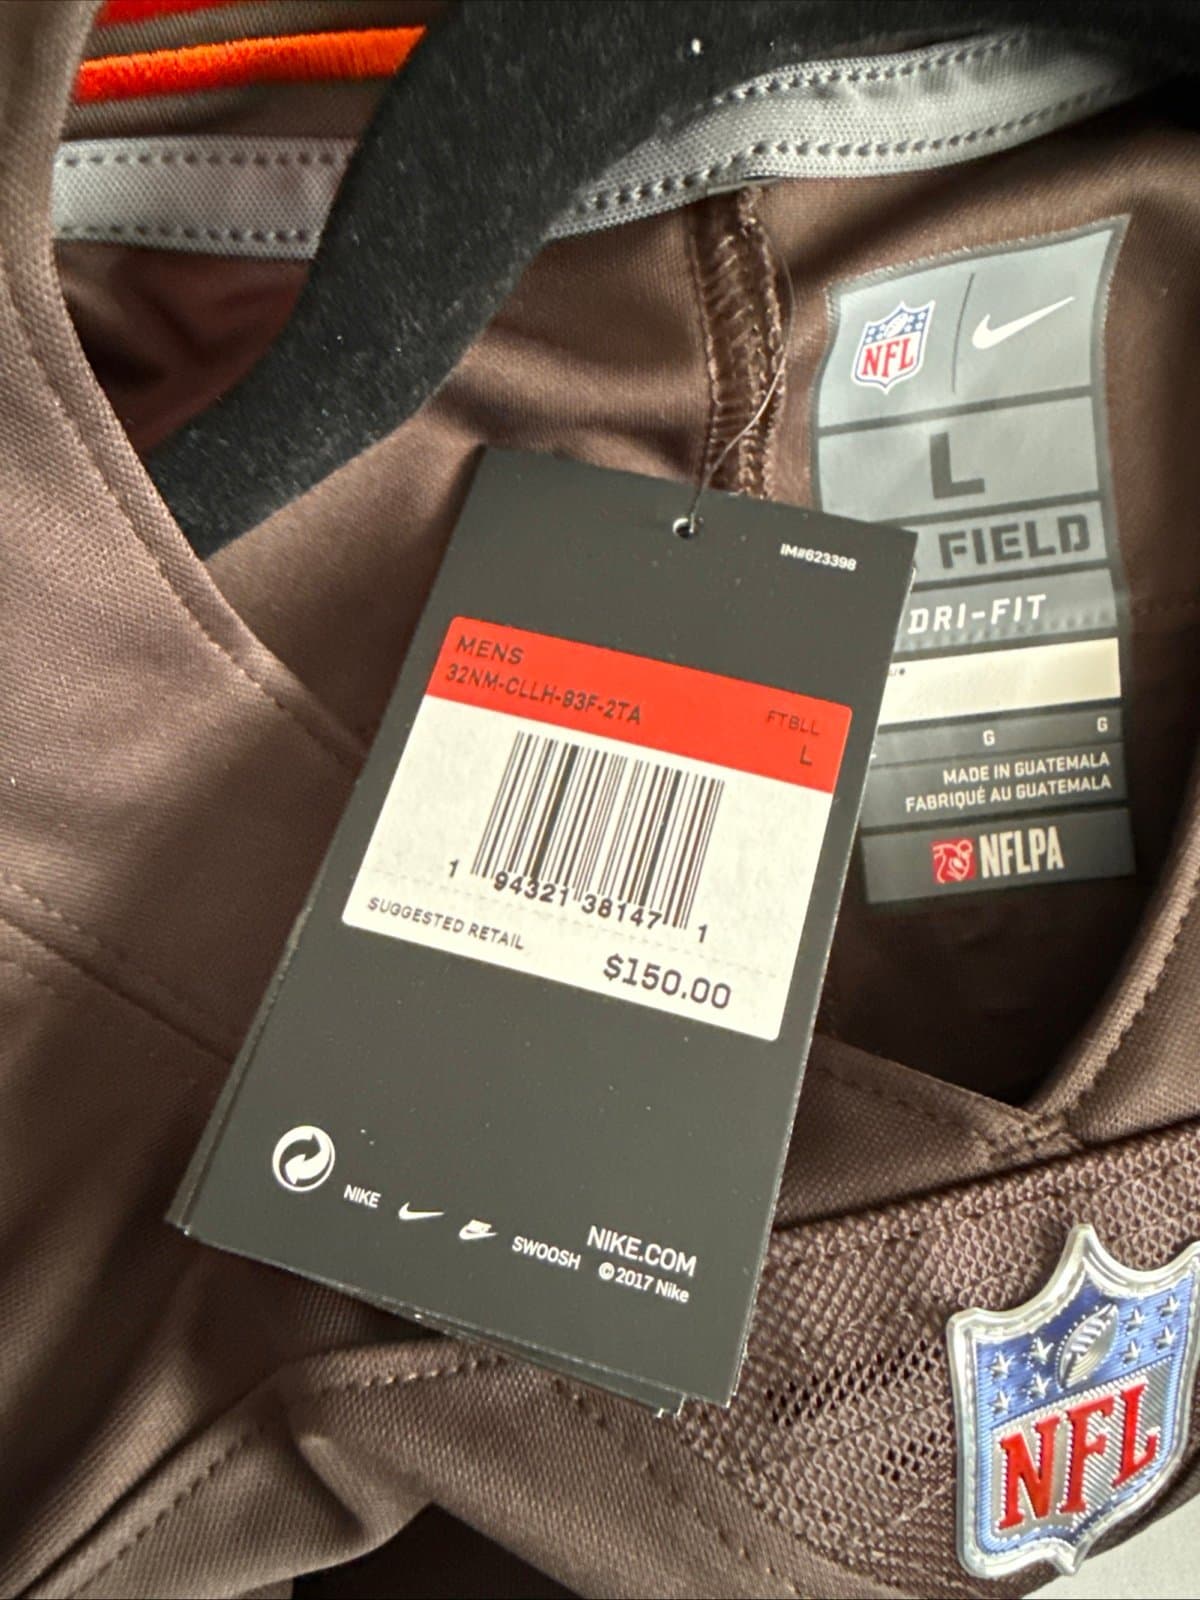 NFL
L
FIELD
DRI-FIT
G G
MADE IN GUATEMALA
FABRIQUÉ AU GUATEMALA
NFLPA
IM#623398
MENS
32NM-CLLH-93F-2TA
FTBLL
L
1 94321 38147 1
SUGGESTED RETAIL
$150.00
NIKE
SWOOSH
NIKE.COM
©2017 Nike
NFL